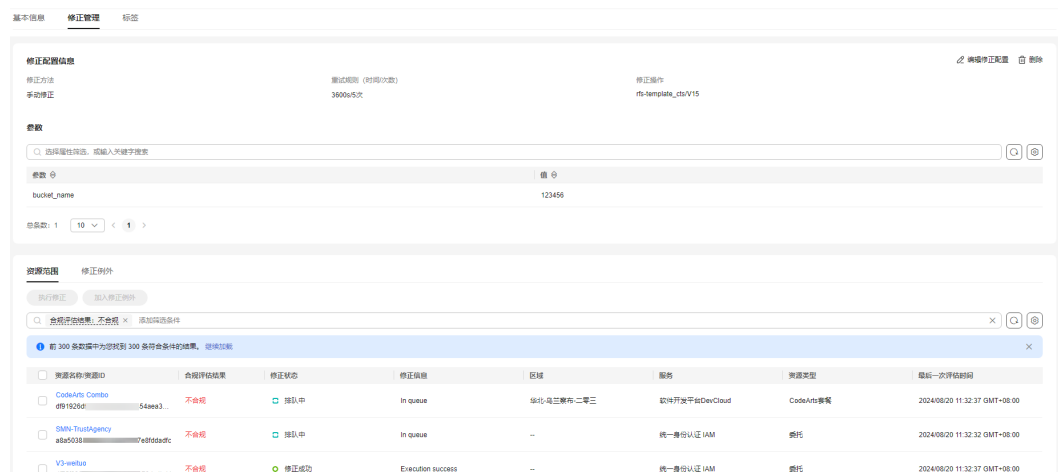 基本信息 修正管理 标签
修正配置信息 编辑修正配置 删除
修正方法 重试规则（时间/次数） 修正操作
手动修正 3600s/5次 rfs-template_cts/V15
参数
选择属性筛选，或输入关键字搜索
参数 值
bucket_name 123456
总条数：1 10 < 1 >
资源范围 修正例外
执行修正 加入修正例外
合规评估结果：不合规 × 添加筛选条件
前 300 条数据中为您找到 300 条符合条件的结果。继续加载
资源名称/资源ID 合规评估结果 修正状态 修正信息 区域 服务 资源类型 最后一次评估时间
CodeArts Combo
df91926d 54aea3... 不合规 排队中 In queue 华北-乌兰察布-二零三 软件开发平台DevCloud CodeArts套餐 2024/08/20 11:32:37 GMT+08:00
SMN-TrustAgency
a8a5038 7e8fddadfc 不合规 排队中 In queue -- 统一身份认证 IAM 委托 2024/08/20 11:32:32 GMT+08:00
V3-weituo
不合规 修正成功 Execution success -- 统一身份认证 IAM 委托 2024/08/20 11:32:32 GMT+08:00